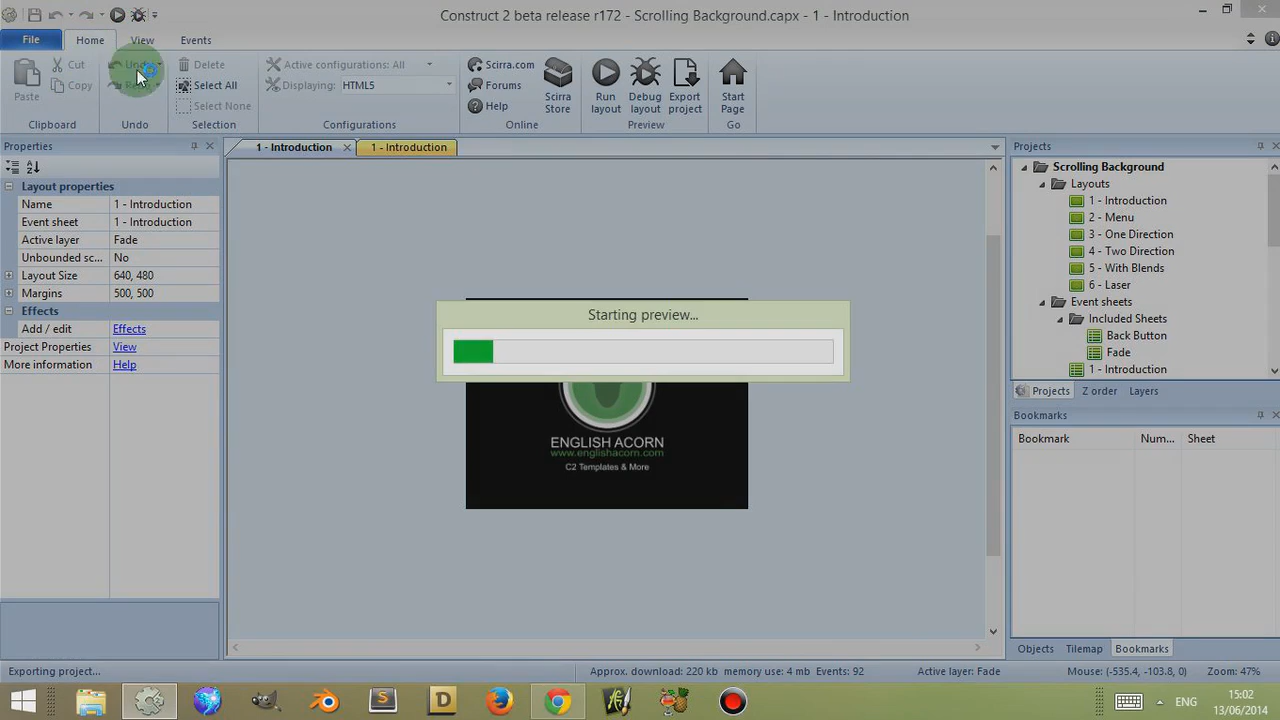 Construct 2 beta release r172 - Scrolling Background.capx - 1 - Introduction
File
Home
View
Events
Paste
Cut
Copy
Clipboard
Undo
Delete
Select All
Select None
Selection
Active configurations: All
Displaying: HTML5
Configurations
Scirra.com
Forums
Help
Online
Scirra Store
Run layout
Debug layout
Export project
Preview
Start Page
Go
Properties
Layout properties
Name 1 - Introduction
Event sheet 1 - Introduction
Active layer Fade
Unbounded sc... No
Layout Size 640, 480
Margins 500, 500
Effects
Add / edit Effects
Project Properties View
More information Help
1 - Introduction
1 - Introduction
Starting preview...
ENGLISH ACORN
www.englishacorn.com
C2 Templates & More
Projects
Scrolling Background
Layouts
1 - Introduction
2 - Menu
3 - One Direction
4 - Two Direction
5 - With Blends
6 - Laser
Event sheets
Included Sheets
Back Button
Fade
1 - Introduction
Projects Z order Layers
Bookmarks
Bookmark Num... Sheet
Objects Tilemap Bookmarks
Exporting project... Approx. download: 220 kb memory use: 4 mb Events: 92 Active layer: Fade Mouse: (-535.4, -103.8, 0) Zoom: 47%
ENG
15:02
13/06/2014